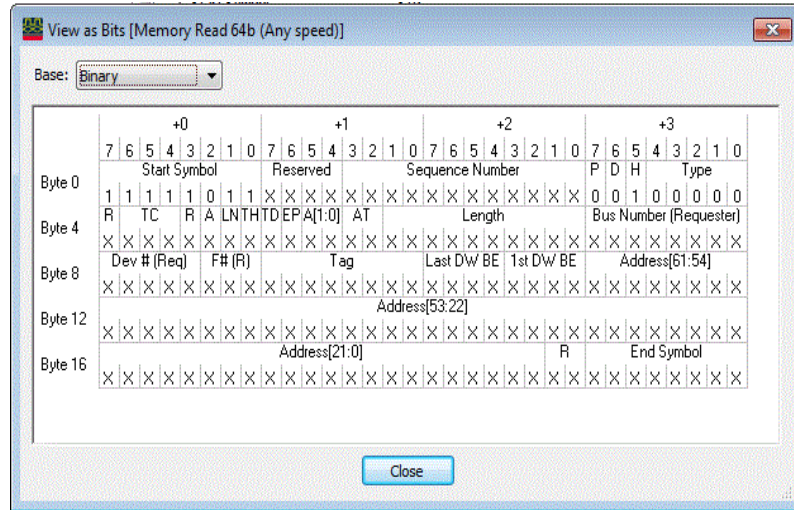 View as Bits [Memory Read 64b (Any speed)]
Base: Binary
+0 +1 +2 +3
7 6 5 4 3 2 1 0 7 6 5 4 3 2 1 0 7 6 5 4 3 2 1 0 7 6 5 4 3 2 1 0
Byte 0 Start Symbol Reserved Sequence Number P D H Type
1 1 1 1 1 0 1 1 X X X X X X X X X X X X X X X X 0 0 1 0 0 0 0 0
Byte 4 R TC R A LN TH TD EP A[1:0] AT Length Bus Number (Requester)
X X X X X X X X X X X X X X X X X X X X X X X X X X X X X X X X
Byte 8 Dev # (Req) F# (R) Tag Last DW BE 1st DW BE Address[61:54]
X X X X X X X X X X X X X X X X X X X X X X X X X X X X X X X X
Byte 12 Address[53:22]
X X X X X X X X X X X X X X X X X X X X X X X X X X X X X X X X
Byte 16 Address[21:0] R End Symbol
X X X X X X X X X X X X X X X X X X X X X X X X X X X X X X X X
Close